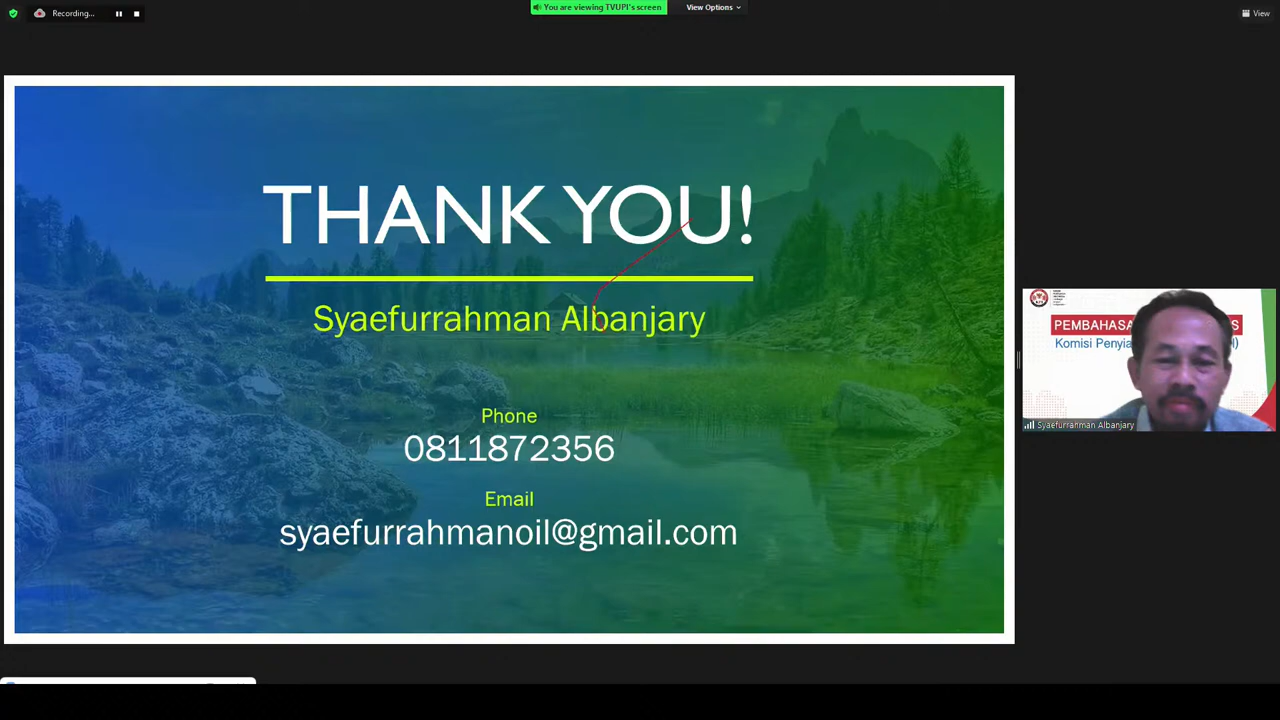 Recording...
You are viewing TVUPI's screen
View Options
View
THANK YOU!
Syaefurrahman Albanjary
Phone
0811872356
Email
syaefurrahmanoil@gmail.com
PEMBAHASA
Komisi Penyia
Syaefurrahman Albanjary